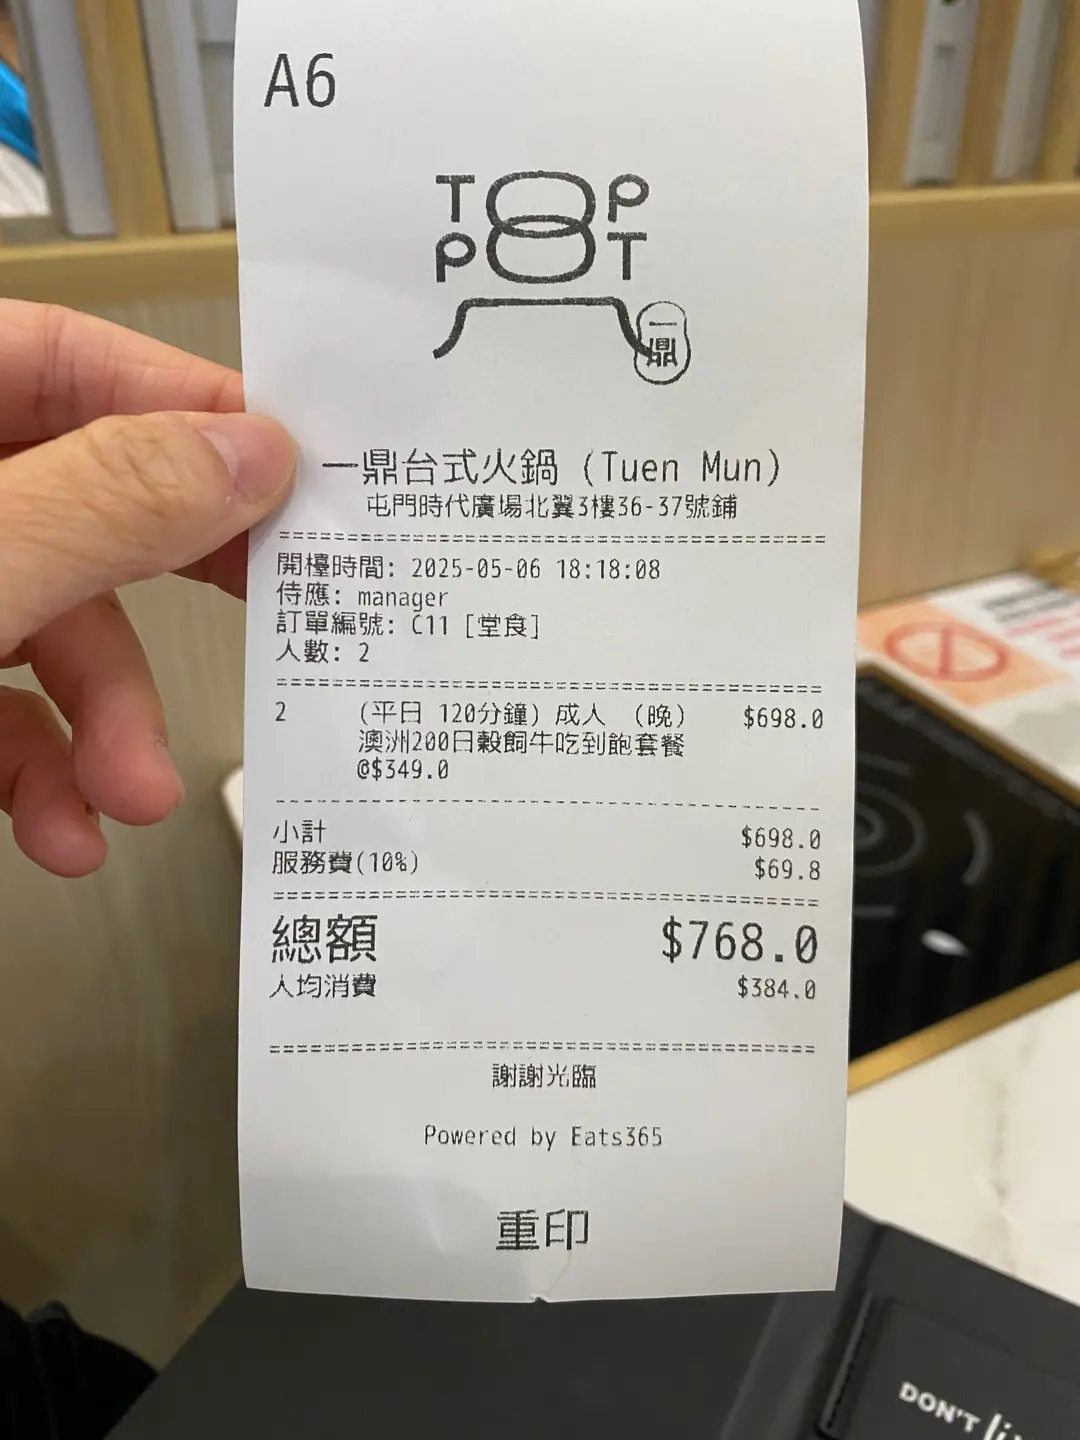 A6
TOP
POT
一鼎
一鼎台式火鍋 (Tuen Mun)
屯門時代廣場北翼3樓36-37號鋪
開檯時間: 2025-05-06 18:18:08
侍應: manager
訂單編號: C11 [堂食]
人數: 2
2 (平日 120分鐘) 成人 (晚) $698.0
澳洲200日穀飼牛吃到飽套餐
@$349.0
小計 $698.0
服務費(10%) $69.8
總額 $768.0
人均消費 $384.0
謝謝光臨
Powered by Eats365
重印
DON'T